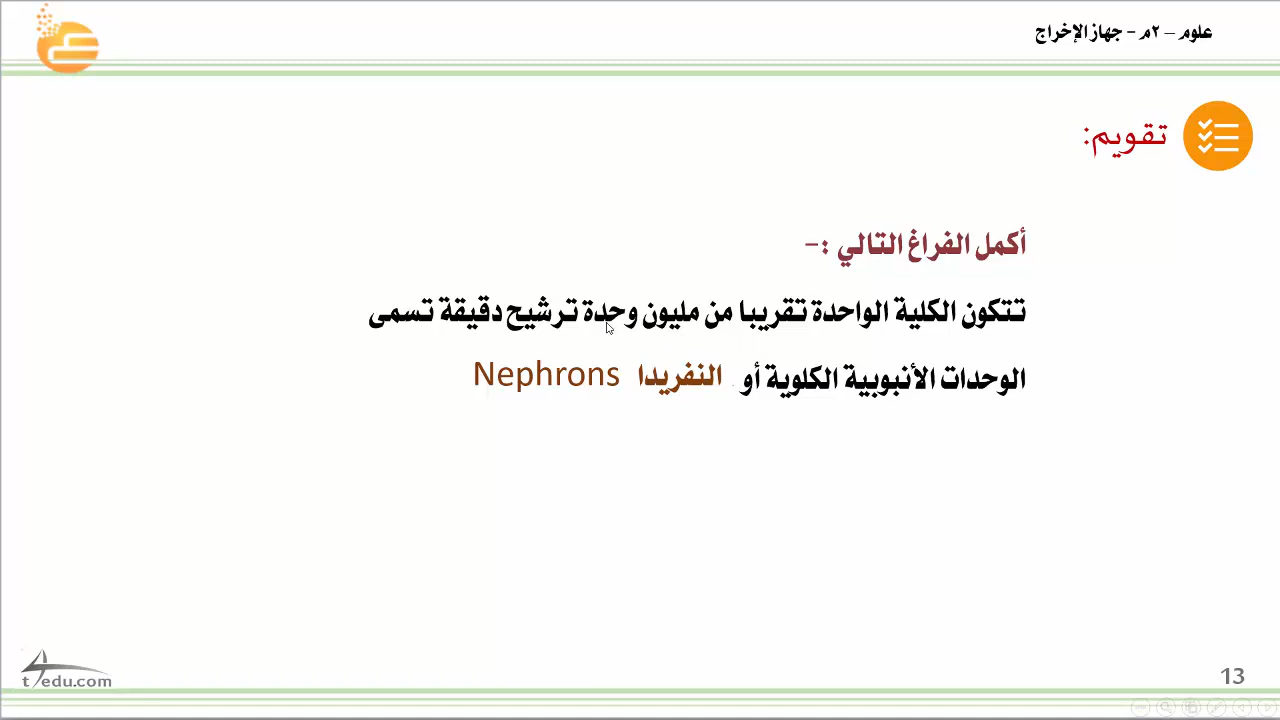 علوم – ٢م – جهاز الإخراج
تقويم:
أكمل الفراغ التالي :-
تتكون الكلية الواحدة تقريبا من مليون وحدة ترشيح دقيقة تسمى
الوحدات الأنبوبية الكلوية أو النفريدا Nephrons
t4edu.com
13